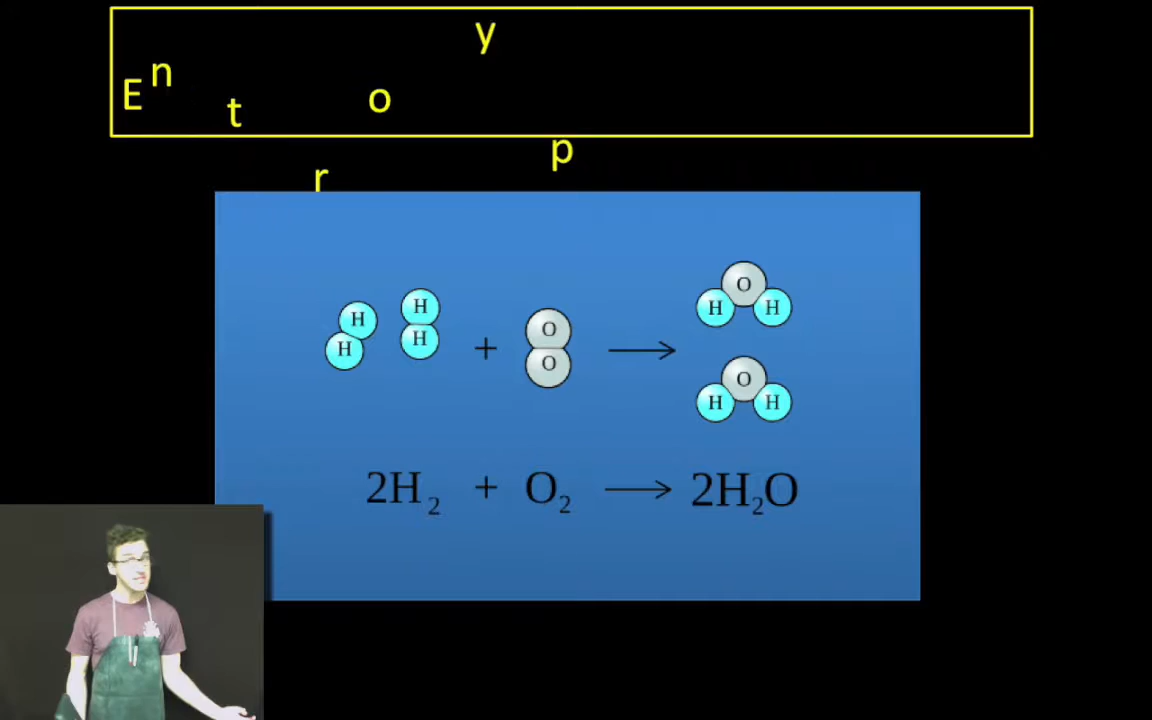 Entropy
H H H H + O O → O H H
O H H
2H₂ + O₂ → 2H₂O